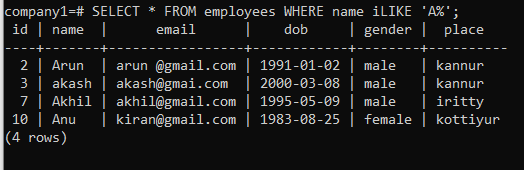 company1=# SELECT * FROM employees WHERE name iLIKE 'A%';
 id | name  |      email      |    dob     | gender |  place
----+-------+-----------------+------------+--------+----------
  2 | Arun  | arun @gmail.com | 1991-01-02 | male   | kannur
  3 | akash | akash@gmai.com  | 2000-03-08 | male   | kannur
  7 | Akhil | akhil@gmail.com | 1995-05-09 | male   | iritty
 10 | Anu   | kiran@gmail.com | 1983-08-25 | female | kottiyur
(4 rows)